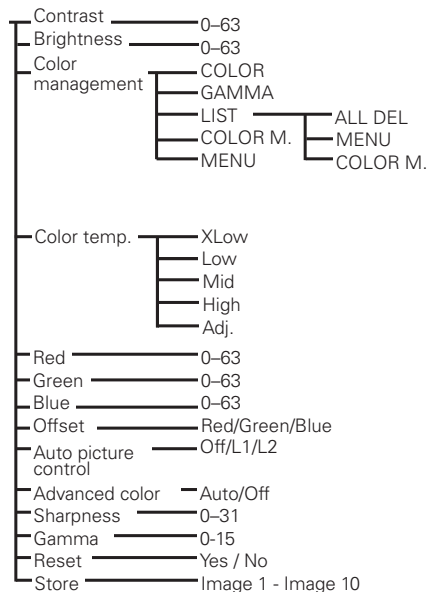 Contrast 0–63
Brightness 0–63
Color management COLOR
GAMMA
LIST ALL DEL
COLOR M. MENU
MENU COLOR M.
Color temp. XLow
Low
Mid
High
Adj.
Red 0–63
Green 0–63
Blue 0–63
Offset Red/Green/Blue
Auto picture control Off/L1/L2
Advanced color Auto/Off
Sharpness 0–31
Gamma 0-15
Reset Yes / No
Store Image 1 - Image 10